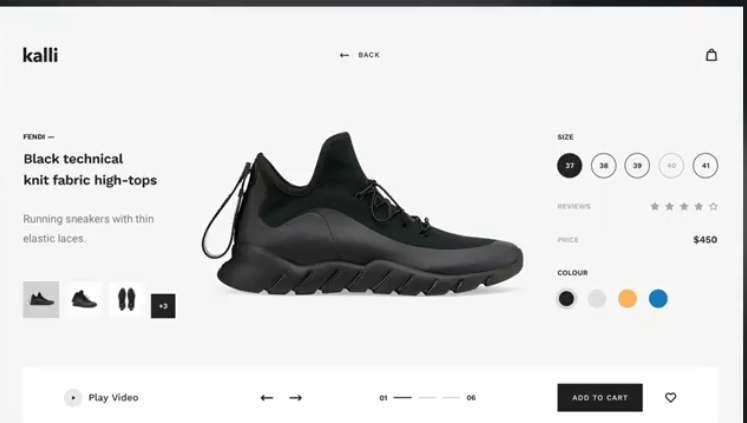 kalli
← BACK
FENDI —
Black technical
knit fabric high-tops
Running sneakers with thin
elastic laces.
+3
SIZE
37 38 39 40 41
REVIEWS
PRICE $450
COLOUR
Play Video
← →
01 06
ADD TO CART